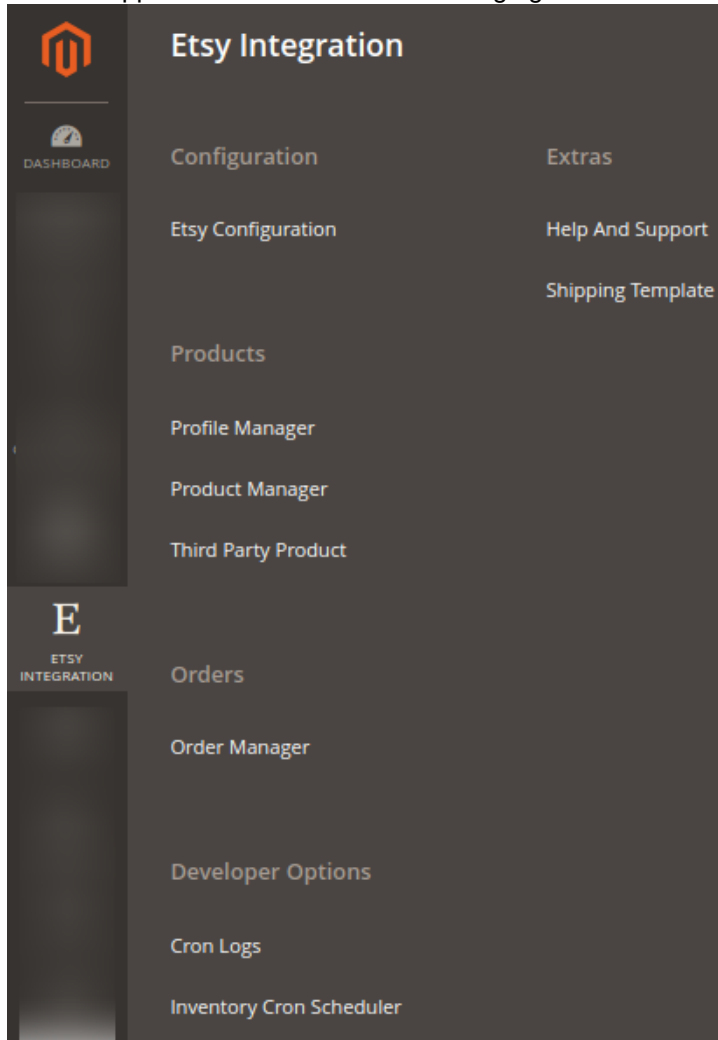 Etsy Integration
DASHBOARD
Configuration
Etsy Configuration
Extras
Help And Support
Shipping Template
Products
Profile Manager
Product Manager
Third Party Product
E
ETSY
INTEGRATION
Orders
Order Manager
Developer Options
Cron Logs
Inventory Cron Scheduler